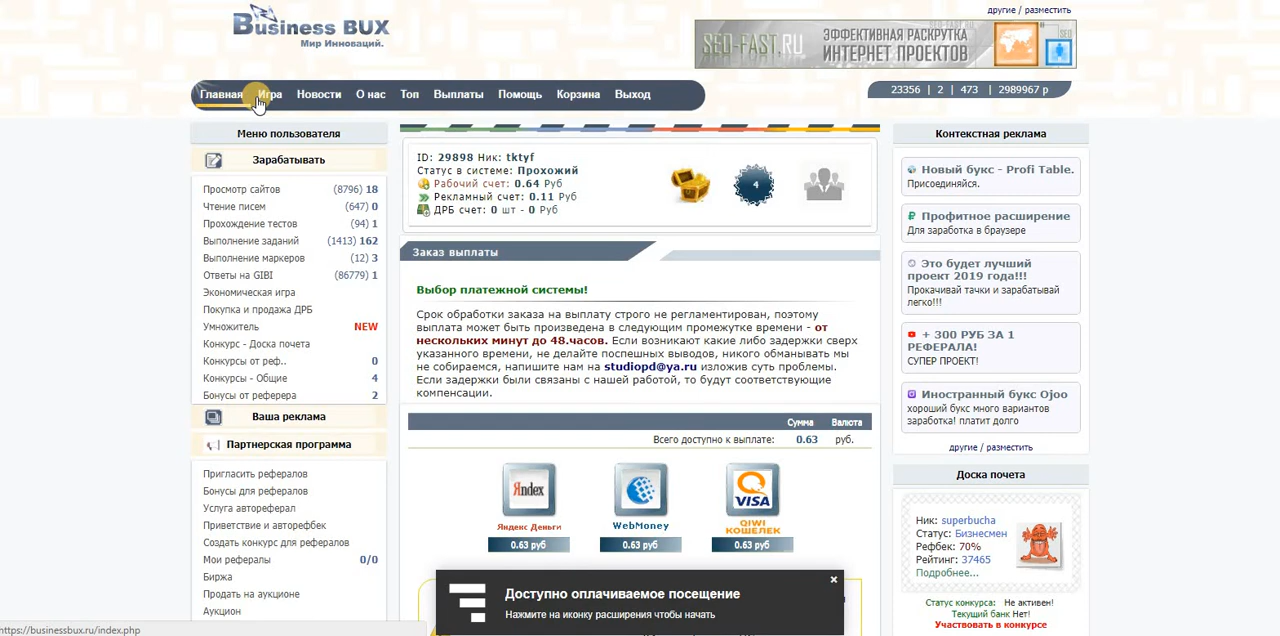 другие / разместить
Business BUX
Мир Инноваций.
SEO-FAST.RU
ЭФФЕКТИВНАЯ РАСКРУТКА
ИНТЕРНЕТ ПРОЕКТОВ
SEO
Главная Игра Новости О нас Топ Выплаты Помощь Корзина Выход
23356 | 2 | 473 | 2989967 р
Меню пользователя
Зарабатывать
Просмотр сайтов (8796) 18
Чтение писем (647) 0
Прохождение тестов (94) 1
Выполнение заданий (1413) 162
Выполнение маркеров (12) 3
Ответы на GIBI (86779) 1
Экономическая игра
Покупка и продажа ДРБ
Умножитель NEW
Конкурс - Доска почета
Конкурсы от реф.. 0
Конкурсы - Общие 4
Бонусы от реферера 2
Ваша реклама
Партнерская программа
Пригласить рефералов
Бонусы для рефералов
Услуга автореферал
Приветствие и авторефбек
Создать конкурс для рефералов
Мои рефералы 0/0
Биржа
Продать на аукционе
Аукцион
https://businessbux.ru/index.php
ID: 29898 Ник: tktyf
Статус в системе: Прохожий
Рабочий счет: 0.64 Руб
Рекламный счет: 0.11 Руб
ДРБ счет: 0 шт - 0 Руб
4
Заказ выплаты
Выбор платежной системы!
Срок обработки заказа на выплату строго не регламентирован, поэтому
выплата может быть произведена в следующим промежутке времени - от
нескольких минут до 48.часов. Если возникают какие либо задержки сверх
указанного времени, не делайте поспешных выводов, никого обманывать мы
не собираемся, напишите нам на studiopd@ya.ru изложив суть проблемы.
Если задержки были связаны с нашей работой, то будут соответствующие
компенсации.
Сумма Валюта
Всего доступно к выплате: 0.63 руб.
Яndex
VISA
Яндекс Деньги WebMoney QIWI КОШЕЛЕК
0.63 руб 0.63 руб 0.63 руб
Доступно оплачиваемое посещение
Нажмите на иконку расширения чтобы начать
Контекстная реклама
Новый букс - Profi Table.
Присоединяйся.
Профитное расширение
Для заработка в браузере
Это будет лучший
проект 2019 года!!!
Прокачивай тачки и зарабатывай
легко!!!
+ 300 РУБ ЗА 1
РЕФЕРАЛА!
СУПЕР ПРОЕКТ!
Иностранный букс Ojoo
хороший букс много вариантов
заработка! платит долго
другие / разместить
Доска почета
Ник: superbucha
Статус: Бизнесмен
Рефбек: 70%
Рейтинг: 37465
Подробнее...
Статус конкурса: Не активен!
Текущий банк Нет!
Участвовать в конкурсе